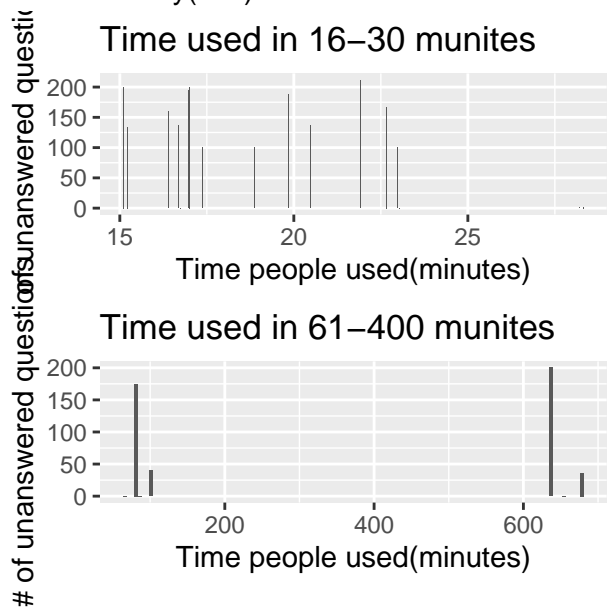 Time used in 16−30 munites
200
150
100
50
0
15 20 25
Time people used(minutes)
# of unanswered questions
Time used in 61−400 munites
200
150
100
50
0
200 400 600
Time people used(minutes)